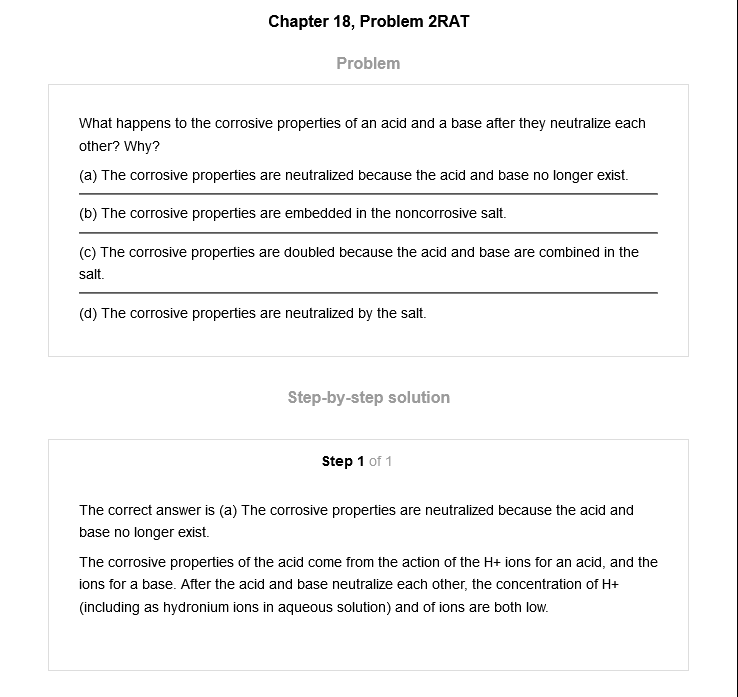 Chapter 18, Problem 2RAT
Problem
What happens to the corrosive properties of an acid and a base after they neutralize each
other? Why?
(a) The corrosive properties are neutralized because the acid and base no longer exist.
(b) The corrosive properties are embedded in the noncorrosive salt.
(c) The corrosive properties are doubled because the acid and base are combined in the
salt.
(d) The corrosive properties are neutralized by the salt.
Step-by-step solution
Step 1 of 1
The correct answer is (a) The corrosive properties are neutralized because the acid and
base no longer exist.
The corrosive properties of the acid come from the action of the H+ ions for an acid, and the
ions for a base. After the acid and base neutralize each other, the concentration of H+
(including as hydronium ions in aqueous solution) and of ions are both low.